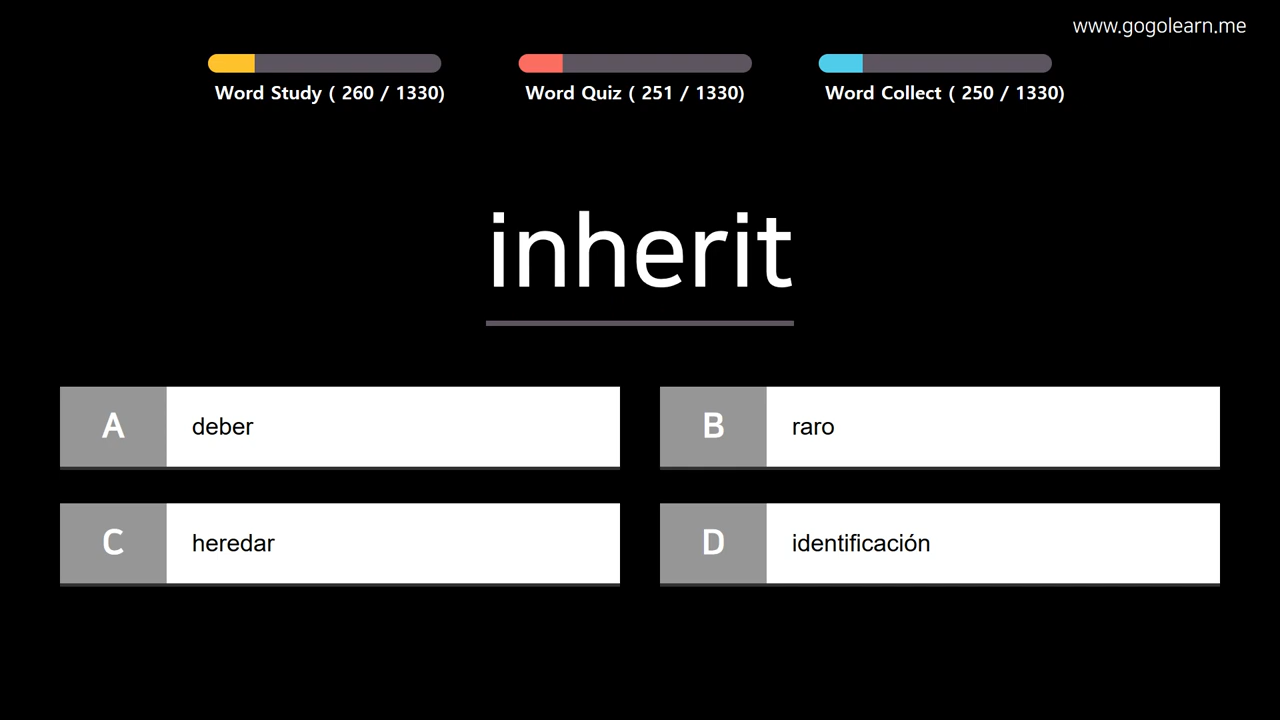 www.gogolearn.me
Word Study ( 260 / 1330)
Word Quiz ( 251 / 1330)
Word Collect ( 250 / 1330)
inherit
A
deber
B
raro
C
heredar
D
identificación